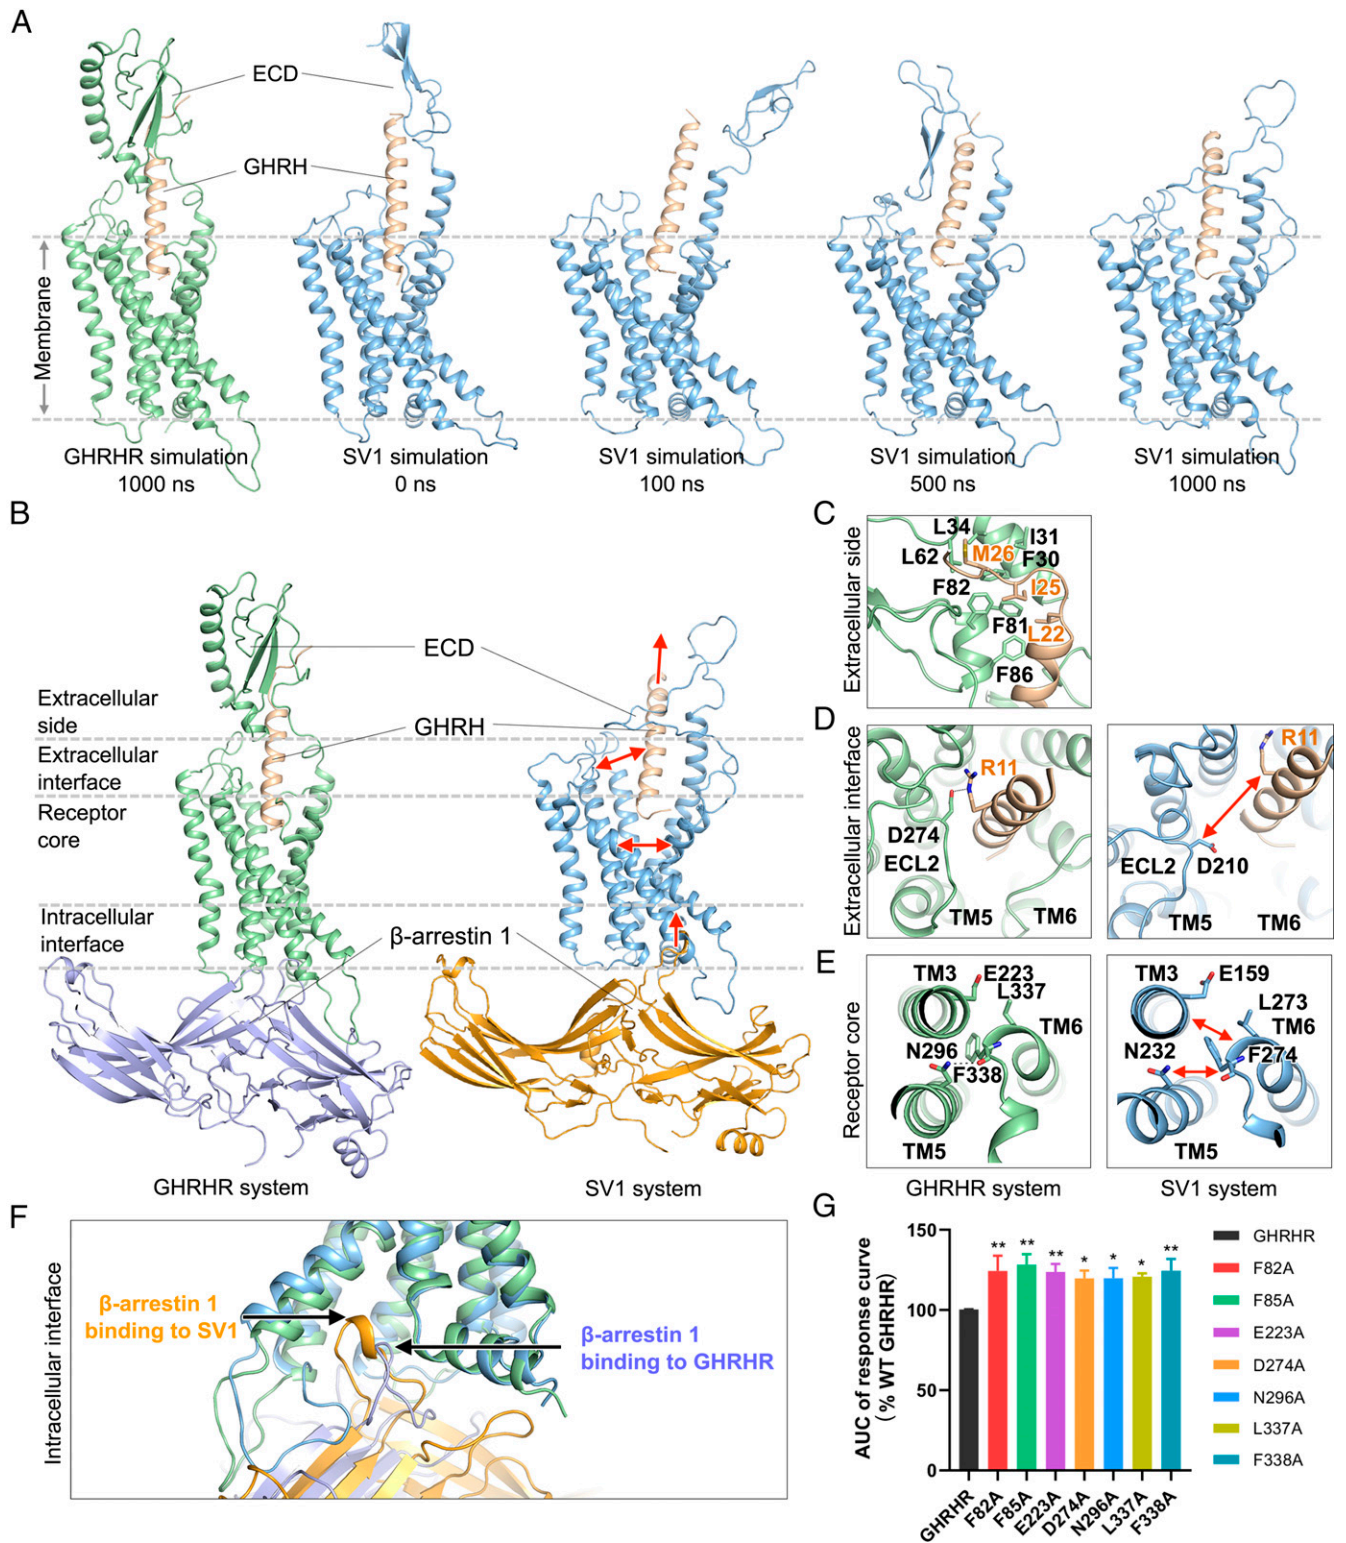 A
ECD
GHRH
Membrane
GHRHR simulation
1000 ns
SV1 simulation
0 ns
SV1 simulation
100 ns
SV1 simulation
500 ns
SV1 simulation
1000 ns
B
Extracellular
side
Extracellular
interface
Receptor
core
Intracellular
interface
ECD
GHRH
β-arrestin 1
GHRHR system
SV1 system
C
Extracellular side
L34
I31
L62
M26
F30
F82
I25
F81
L22
F86
D
Extracellular interface
R11
D274
ECL2
TM5
TM6
R11
ECL2
D210
TM5
TM6
E
Receptor core
TM3
E223
L337
TM6
N296
F338
TM5
GHRHR system
TM3
E159
L273
TM6
N232
F274
TM5
SV1 system
F
Intracellular interface
β-arrestin 1
binding to SV1
β-arrestin 1
binding to GHRHR
G
AUC of response curve
(% WT GHRHR)
150
100
50
0
** ** ** * * * **
GHRHR
F82A
F85A
E223A
D274A
N296A
L337A
F338A
GHRHR
F82A
F85A
E223A
D274A
N296A
L337A
F338A